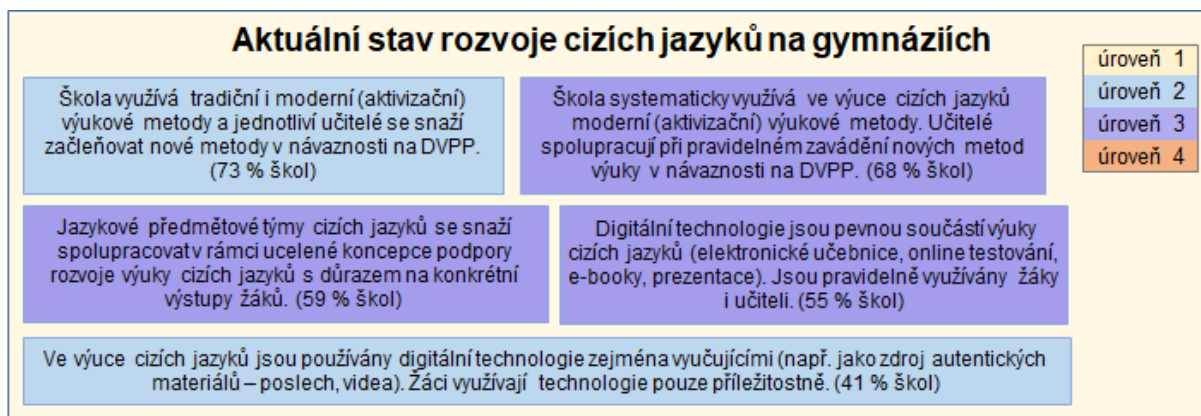 Aktuální stav rozvoje cizích jazyků na gymnáziích
úroveň 1
úroveň 2
úroveň 3
úroveň 4
Škola využívá tradiční i moderní (aktivizační)
výukové metody a jednotliví učitelé se snaží
začleňovat nové metody v návaznosti na DVPP.
(73 % škol)
Škola systematicky využívá ve výuce cizích jazyků
moderní (aktivizační) výukové metody. Učitelé
spolupracují při pravidelném zavádění nových metod
výuky v návaznosti na DVPP. (68 % škol)
Jazykové předmětové týmy cizích jazyků se snaží
spolupracovat v rámci ucelené koncepce podpory
rozvoje výuky cizích jazyků s důrazem na konkrétní
výstupy žáků. (59 % škol)
Digitální technologie jsou pevnou součástí výuky
cizích jazyků (elektronické učebnice, online testování,
e-booky, prezentace). Jsou pravidelně využívány žáky
i učiteli. (55 % škol)
Ve výuce cizích jazyků jsou používány digitální technologie zejména vyučujícími (např. jako zdroj autentických
materiálů – poslech, videa). Žáci využívají technologie pouze příležitostně. (41 % škol)